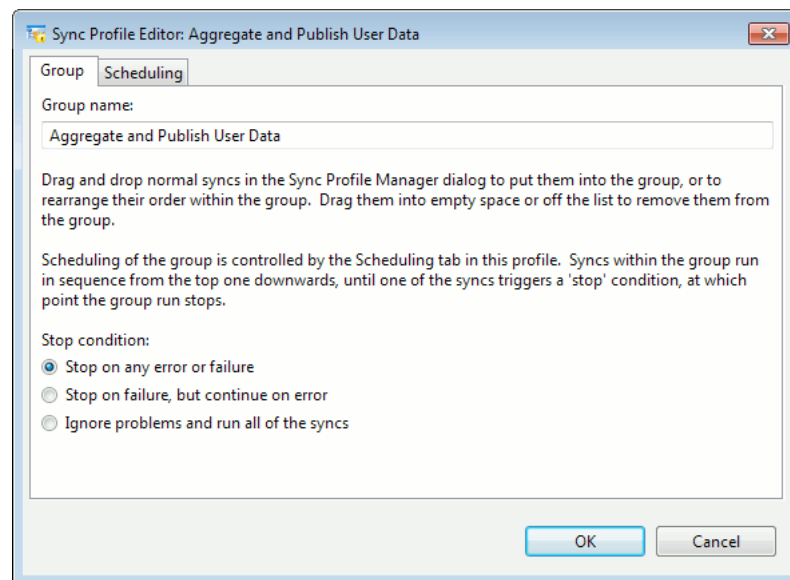 Sync Profile Editor: Aggregate and Publish User Data
Group
Scheduling
Group name:
Aggregate and Publish User Data
Drag and drop normal syncs in the Sync Profile Manager dialog to put them into the group, or to
rearrange their order within the group.  Drag them into empty space or off the list to remove them from
the group.
Scheduling of the group is controlled by the Scheduling tab in this profile.  Syncs within the group run
in sequence from the top one downwards, until one of the syncs triggers a 'stop' condition, at which
point the group run stops.
Stop condition:
Stop on any error or failure
Stop on failure, but continue on error
Ignore problems and run all of the syncs
OK
Cancel